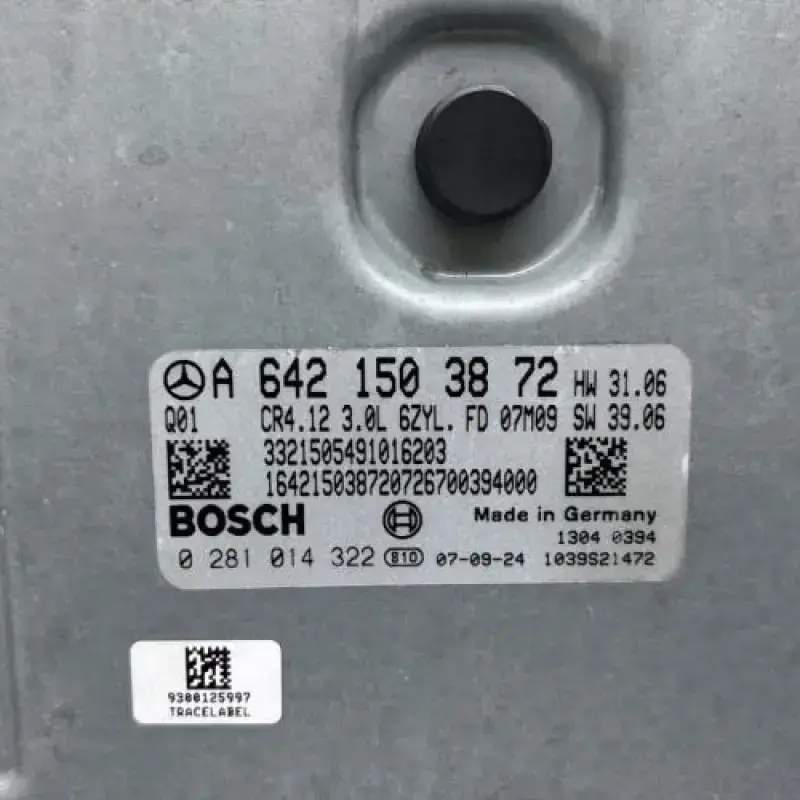 A 642 150 38 72 HW 31.06
Q01 CR4.12 3.0L 6ZYL. FD 07M09 SW 39.06
3321505491016203
164215038720726700394000
BOSCH Made in Germany
1304 0394
0 281 014 322 810 07-09-24 1039S21472
9300125997
TRACELABEL